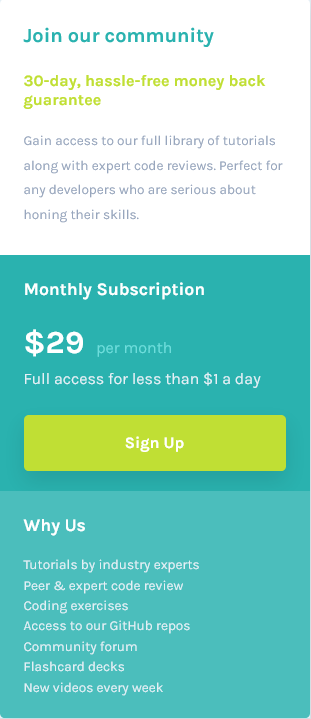 Join our community
30-day, hassle-free money back
guarantee
Gain access to our full library of tutorials
along with expert code reviews. Perfect for
any developers who are serious about
honing their skills.
Monthly Subscription
$29 per month
Full access for less than $1 a day
Sign Up
Why Us
Tutorials by industry experts
Peer & expert code review
Coding exercises
Access to our GitHub repos
Community forum
Flashcard decks
New videos every week